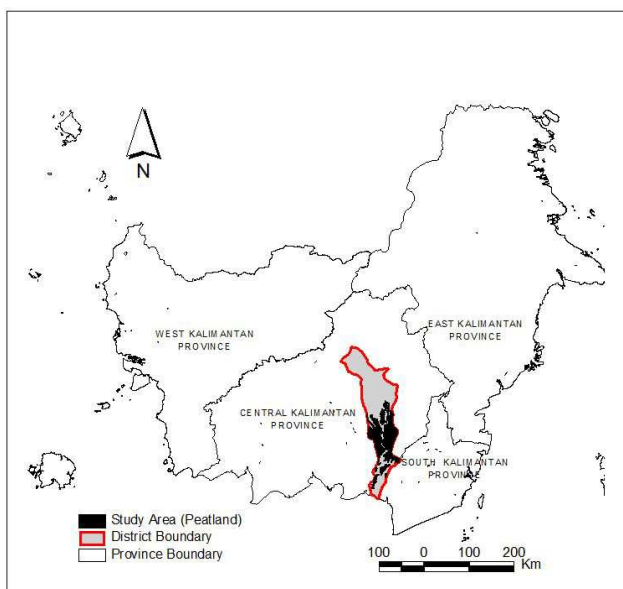 N
EAST KALIMANTAN
PROVINCE
WEST KALIMANTAN
PROVINCE
CENTRAL KALIMANTAN
PROVINCE
SOUTH KALIMANTAN
PROVINCE
Study Area (Peatland)
District Boundary
Province Boundary
100 0 100 200
Km